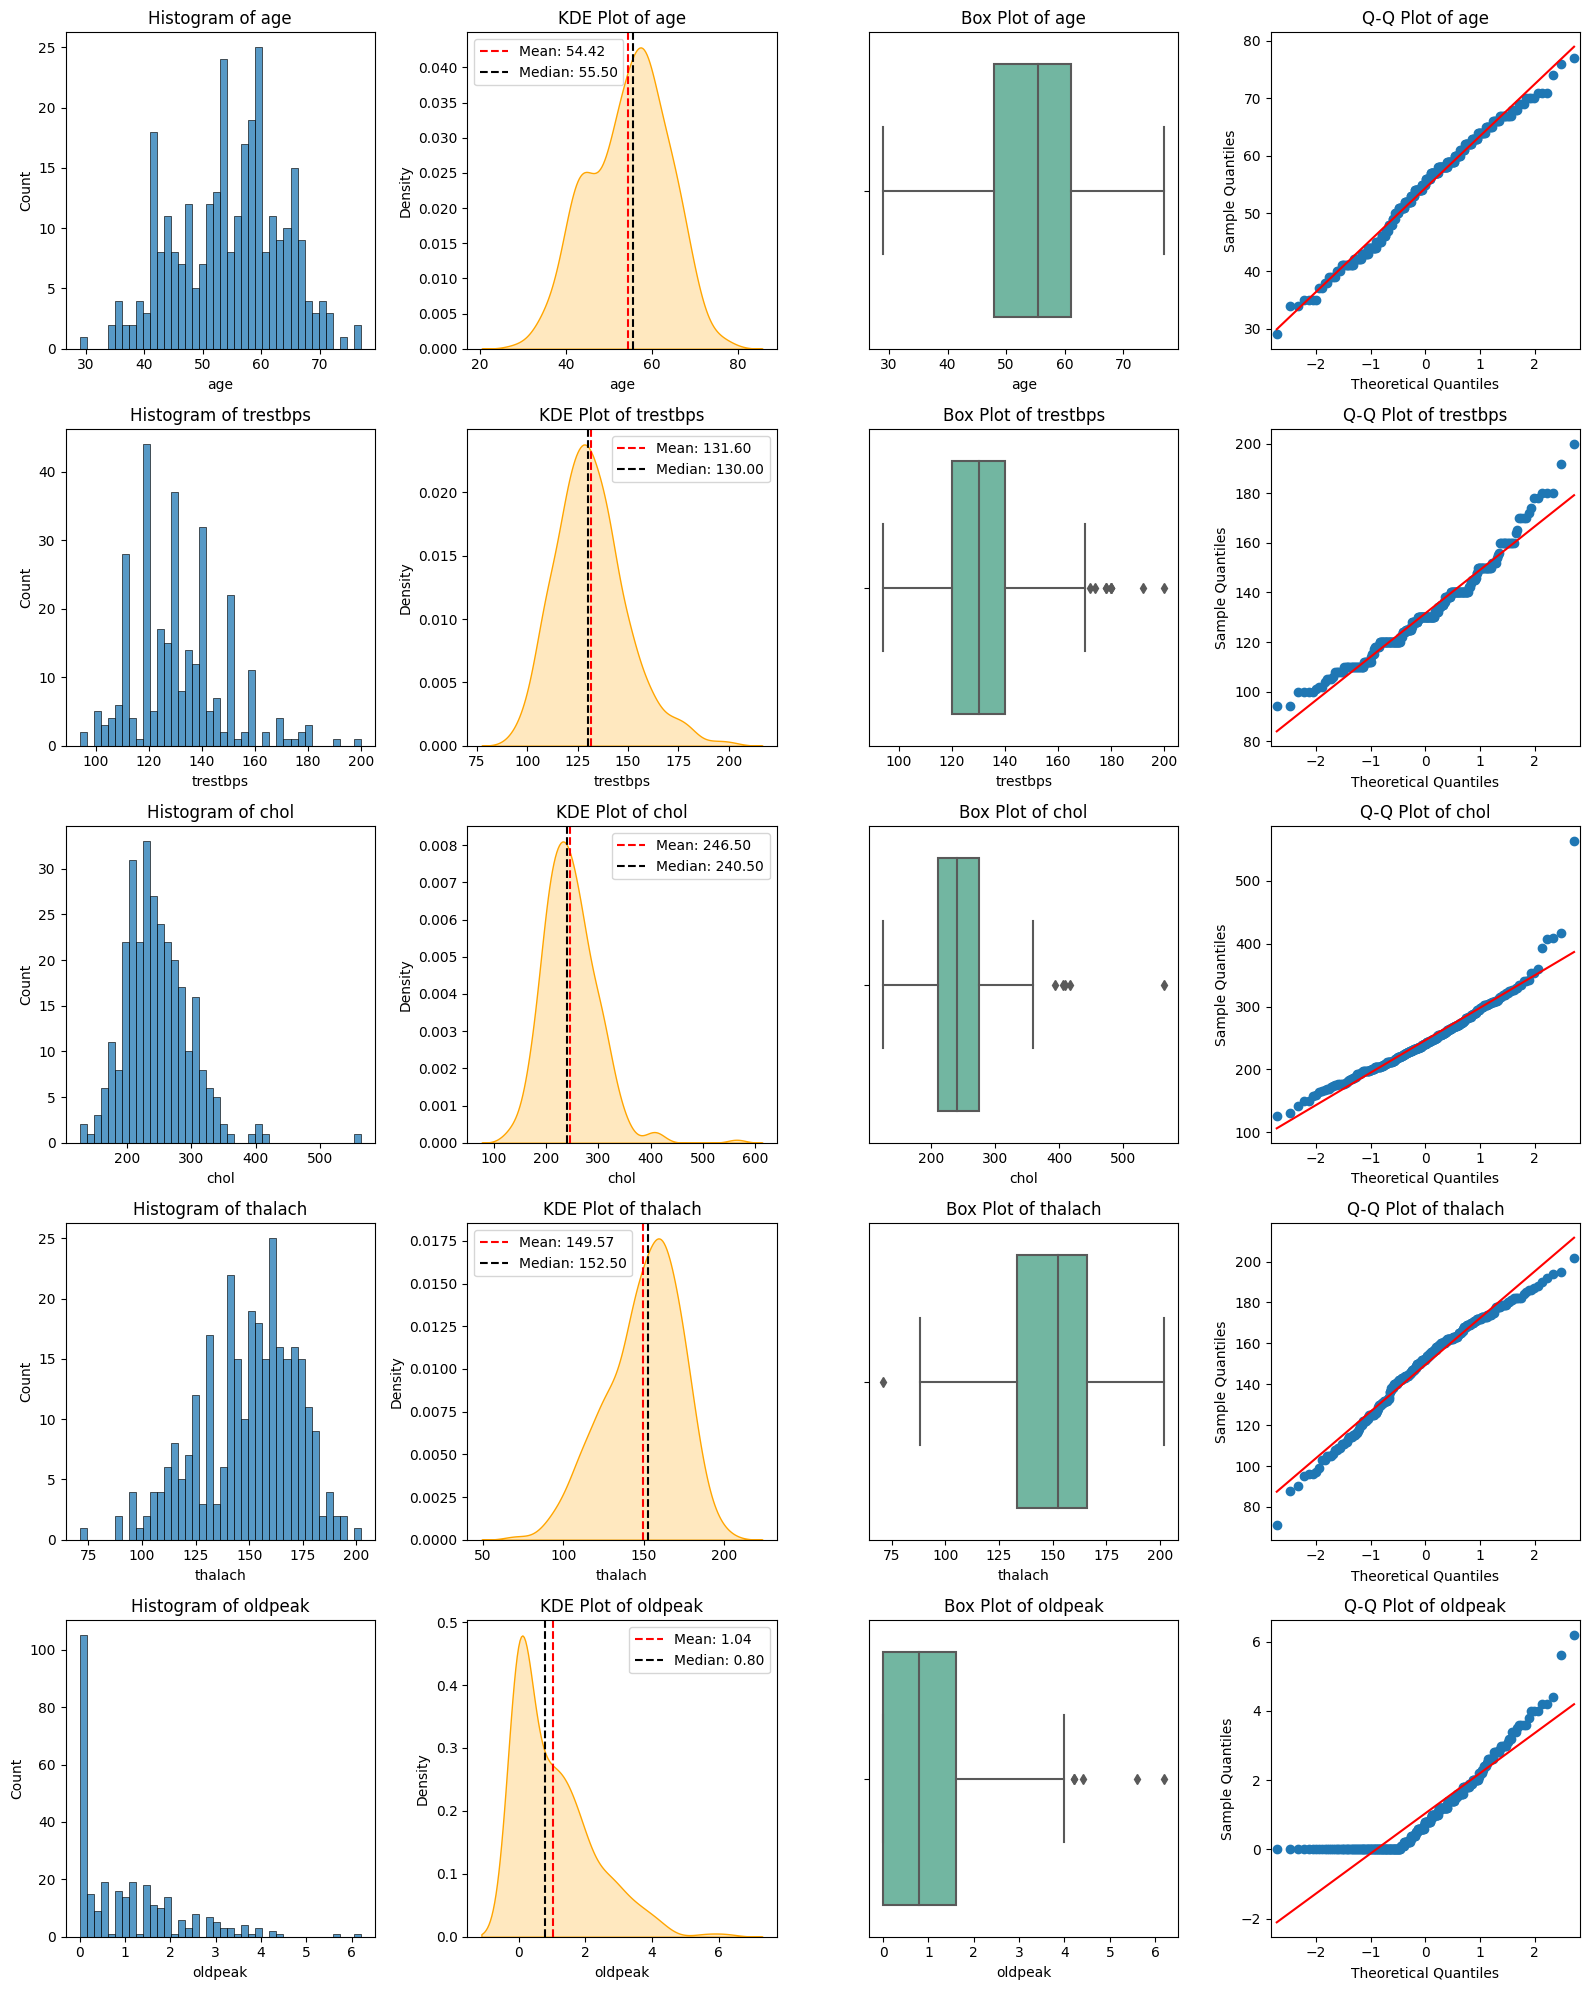 Histogram of age
25
20
15
10
5
0
Count
30 40 50 60 70
age
KDE Plot of age
Mean: 54.42
Median: 55.50
0.040
0.035
0.030
0.025
0.020
0.015
0.010
0.005
0.000
Density
20 40 60 80
age
Box Plot of age
30 40 50 60 70
age
Q-Q Plot of age
80
70
60
50
40
30
Sample Quantiles
−2 −1 0 1 2
Theoretical Quantiles
Histogram of trestbps
40
30
20
10
0
Count
100 120 140 160 180 200
trestbps
KDE Plot of trestbps
Mean: 131.60
Median: 130.00
0.020
0.015
0.010
0.005
0.000
Density
75 100 125 150 175 200
trestbps
Box Plot of trestbps
100 120 140 160 180 200
trestbps
Q-Q Plot of trestbps
200
180
160
140
120
100
80
Sample Quantiles
−2 −1 0 1 2
Theoretical Quantiles
Histogram of chol
30
25
20
15
10
5
0
Count
200 300 400 500
chol
KDE Plot of chol
Mean: 246.50
Median: 240.50
0.008
0.007
0.006
0.005
0.004
0.003
0.002
0.001
0.000
Density
100 200 300 400 500 600
chol
Box Plot of chol
200 300 400 500
chol
Q-Q Plot of chol
500
400
300
200
100
Sample Quantiles
−2 −1 0 1 2
Theoretical Quantiles
Histogram of thalach
25
20
15
10
5
0
Count
75 100 125 150 175 200
thalach
KDE Plot of thalach
Mean: 149.57
Median: 152.50
0.0175
0.0150
0.0125
0.0100
0.0075
0.0050
0.0025
0.0000
Density
50 100 150 200
thalach
Box Plot of thalach
75 100 125 150 175 200
thalach
Q-Q Plot of thalach
200
180
160
140
120
100
80
Sample Quantiles
−2 −1 0 1 2
Theoretical Quantiles
Histogram of oldpeak
100
80
60
40
20
0
Count
0 1 2 3 4 5 6
oldpeak
KDE Plot of oldpeak
Mean: 1.04
Median: 0.80
0.5
0.4
0.3
0.2
0.1
0.0
Density
0 2 4 6
oldpeak
Box Plot of oldpeak
0 1 2 3 4 5 6
oldpeak
Q-Q Plot of oldpeak
6
4
2
0
−2
Sample Quantiles
−2 −1 0 1 2
Theoretical Quantiles